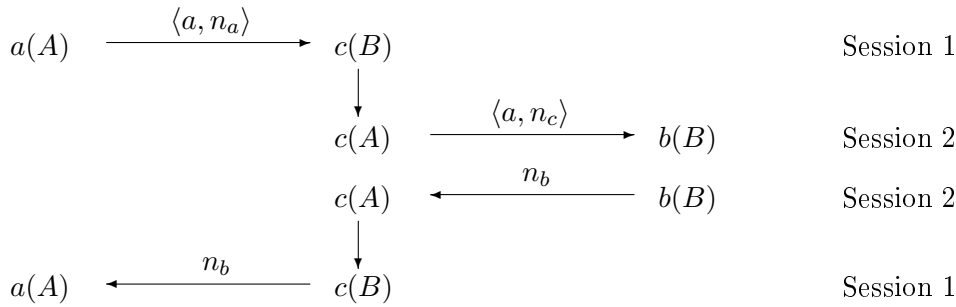 ⟨a, n_a⟩
a(A) c(B) Session 1
⟨a, n_c⟩
c(A) b(B) Session 2
n_b
c(A) b(B) Session 2
n_b
a(A) c(B) Session 1